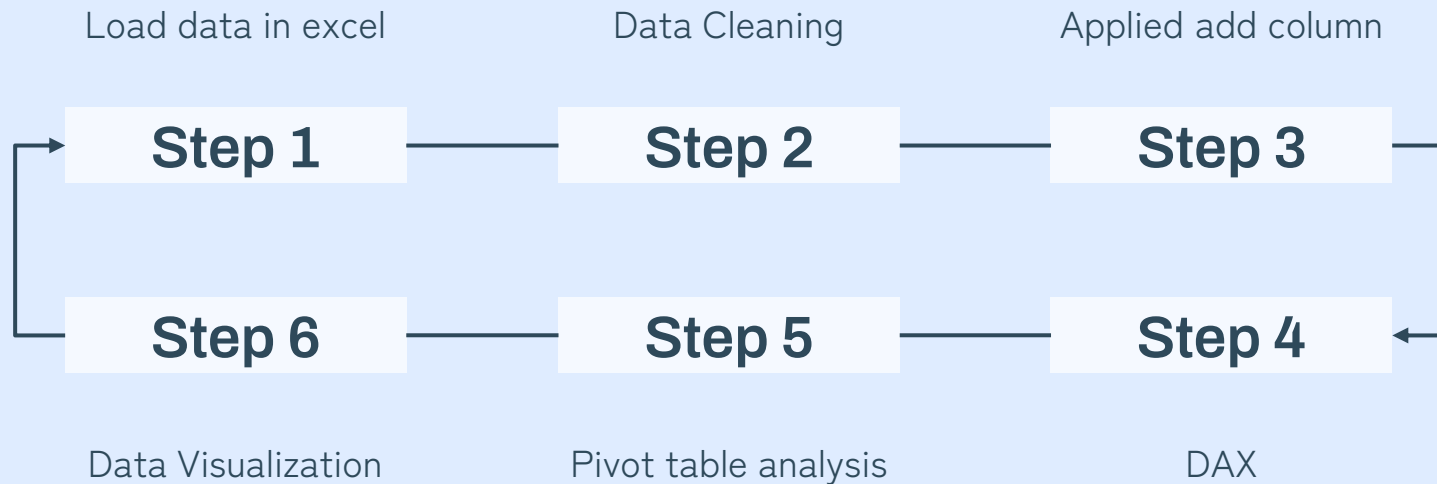 Load data in excel
Data Cleaning
Applied add column
Step 1
Step 2
Step 3
Step 6
Step 5
Step 4
Data Visualization
Pivot table analysis
DAX